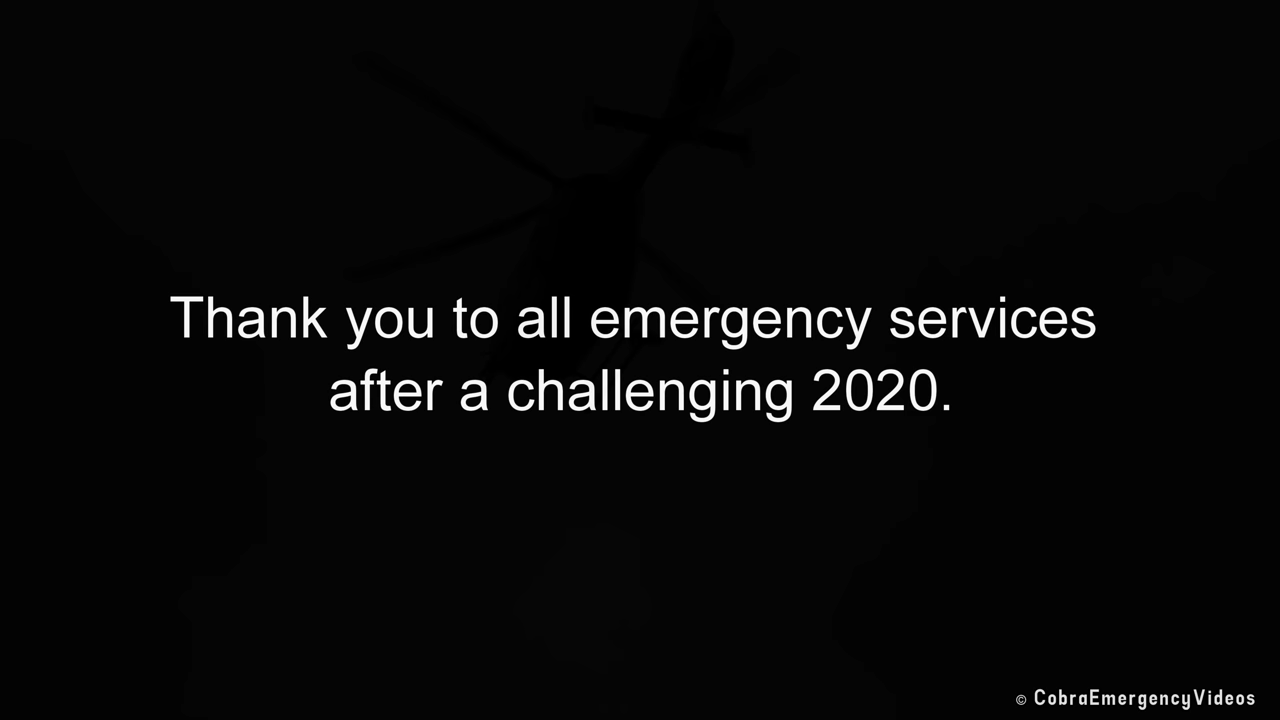 Thank you to all emergency services
after a challenging 2020.
© CobraEmergencyVideos